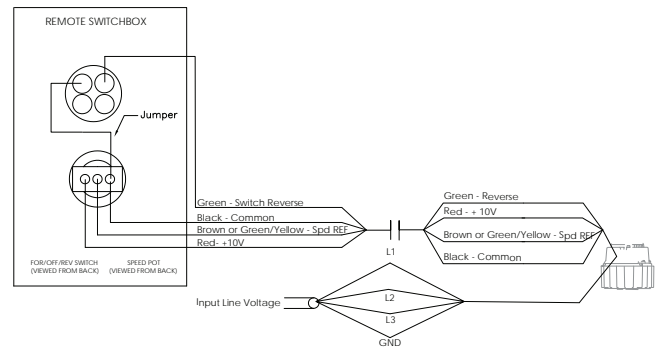 REMOTE SWITCHBOX
Jumper
Green - Switch Reverse
Black - Common
Brown or Green/Yellow - Spd REF
Red- +10V
FOR/OFF/REV SWITCH
(VIEWED FROM BACK)
SPEED POT
(VIEWED FROM BACK)
Green - Reverse
Red - + 10V
Brown or Green/Yellow - Spd REF
Black - Common
L1
Input Line Voltage
L2
L3
GND